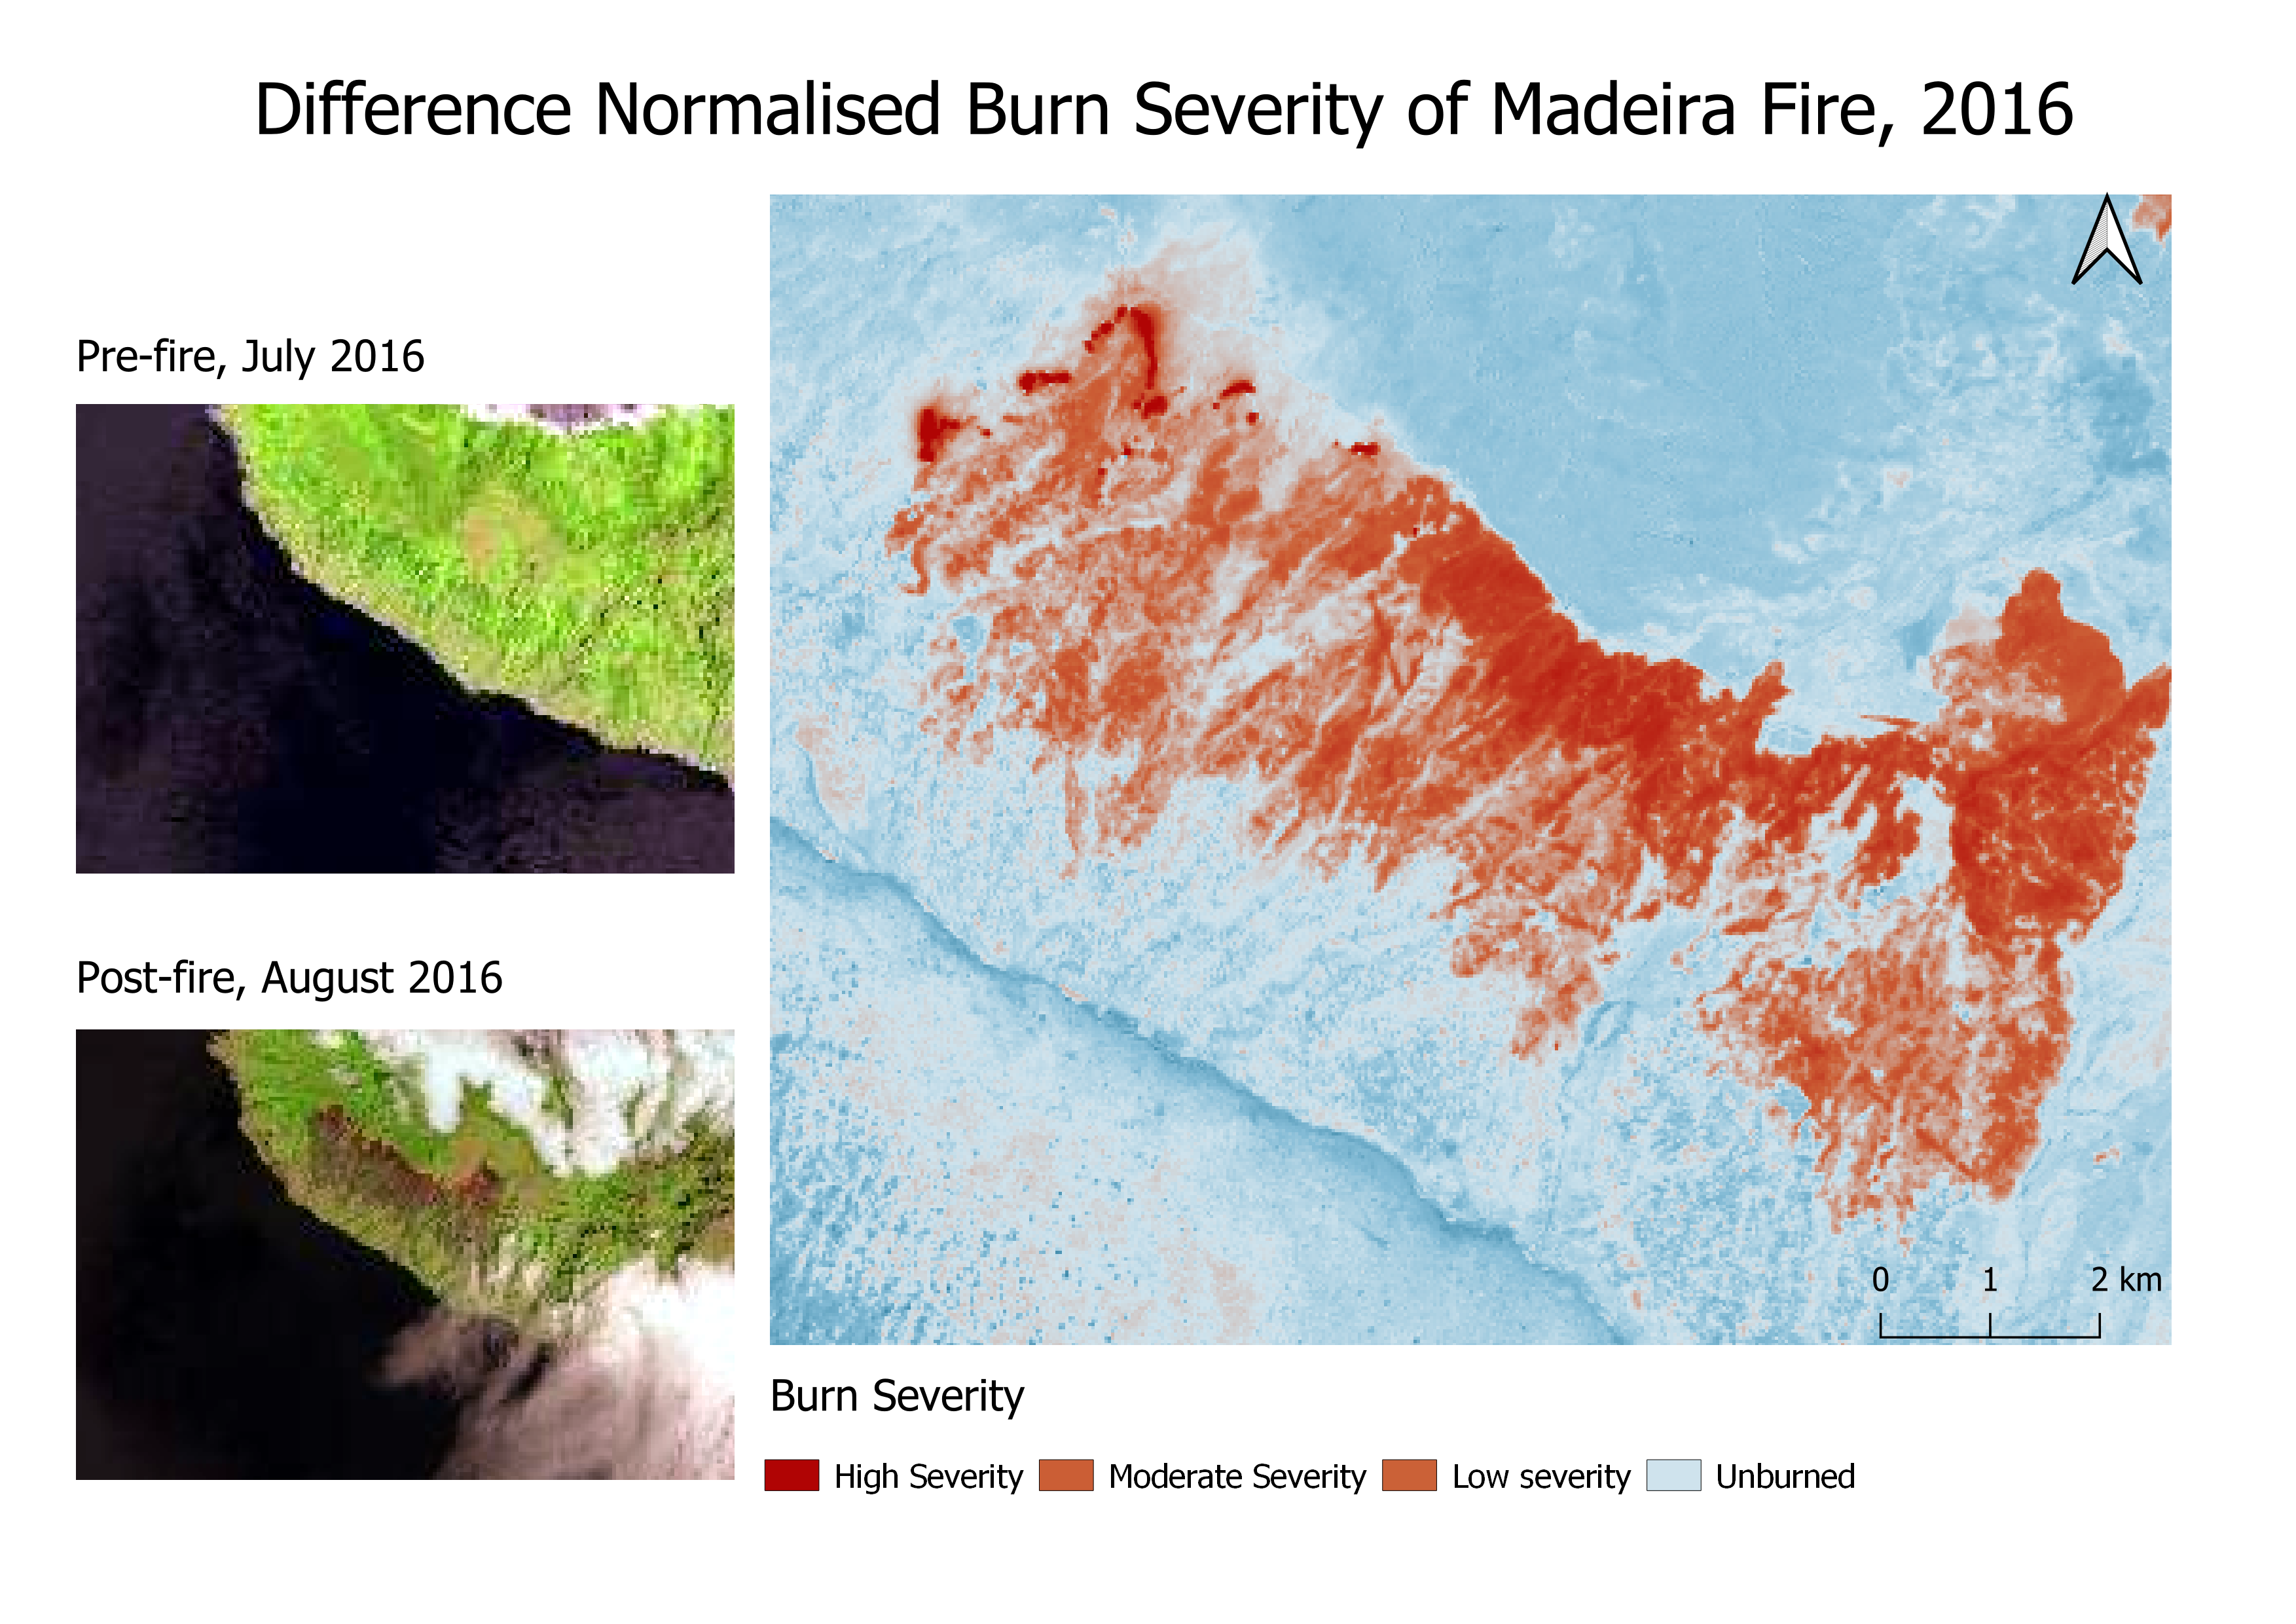 Difference Normalised Burn Severity of Madeira Fire, 2016
Pre-fire, July 2016
Post-fire, August 2016
0 1 2 km
Burn Severity
High Severity Moderate Severity Low severity Unburned